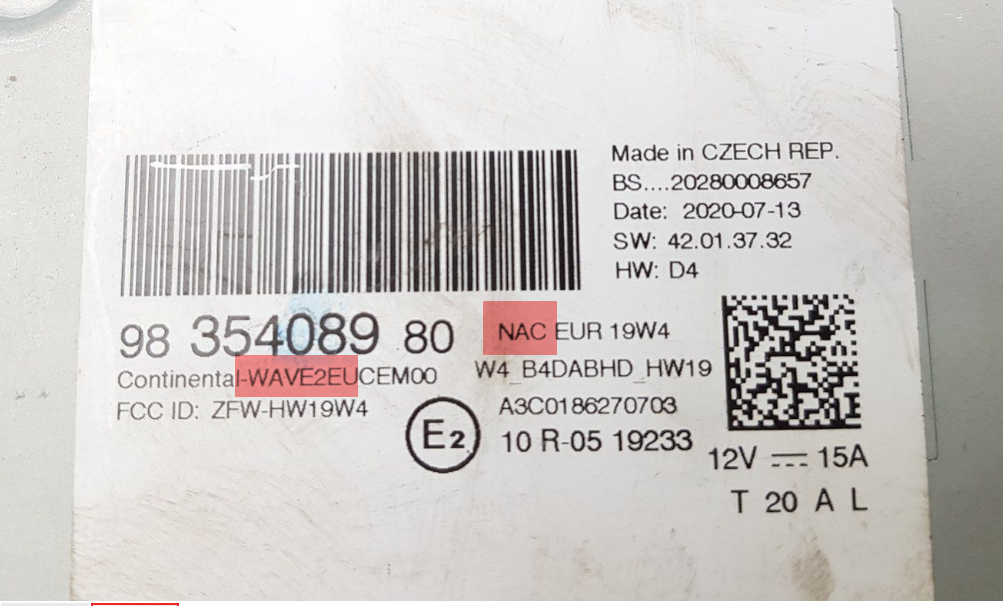 Made in CZECH REP.
BS....20280008657
Date: 2020-07-13
SW: 42.01.37.32
HW: D4
98 354089 80
NAC EUR 19W4
Continental-WAVE2EUCEM00
W4_B4DABHD_HW19
FCC ID: ZFW-HW19W4
A3C0186270703
E2
10 R-05 19233
12V ⎓ 15A
T 20 A L